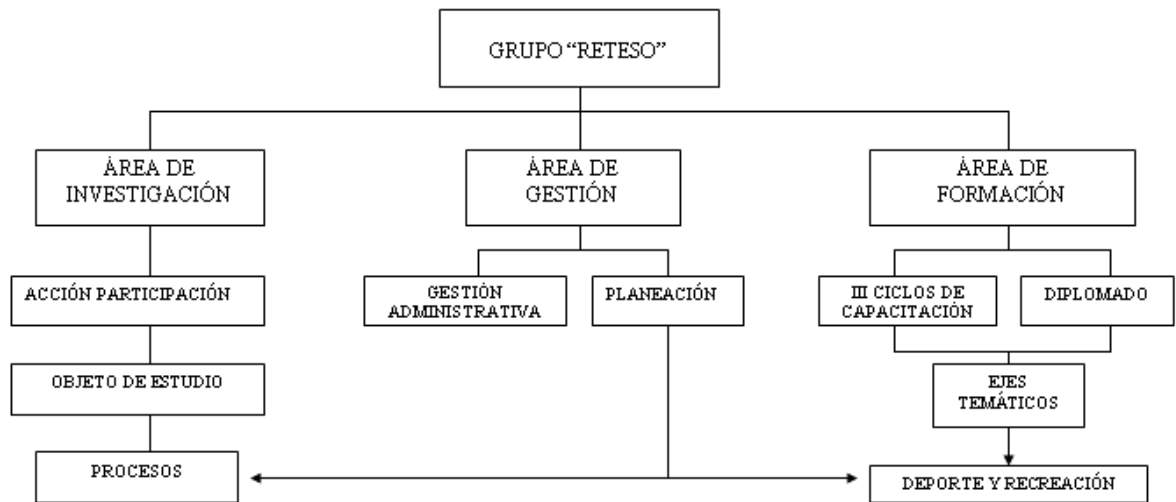 GRUPO “RETESO”
ÁREA DE
INVESTIGACIÓN
ÁREA DE
GESTIÓN
ÁREA DE
FORMACIÓN
ACCIÓN PARTICIPACIÓN
GESTIÓN
ADMINISTRATIVA
PLANEACIÓN
III CICLOS DE
CAPACITACIÓN
DIPLOMADO
OBJETO DE ESTUDIO
EJES
TEMÁTICOS
PROCESOS
DEPORTE Y RECREACIÓN